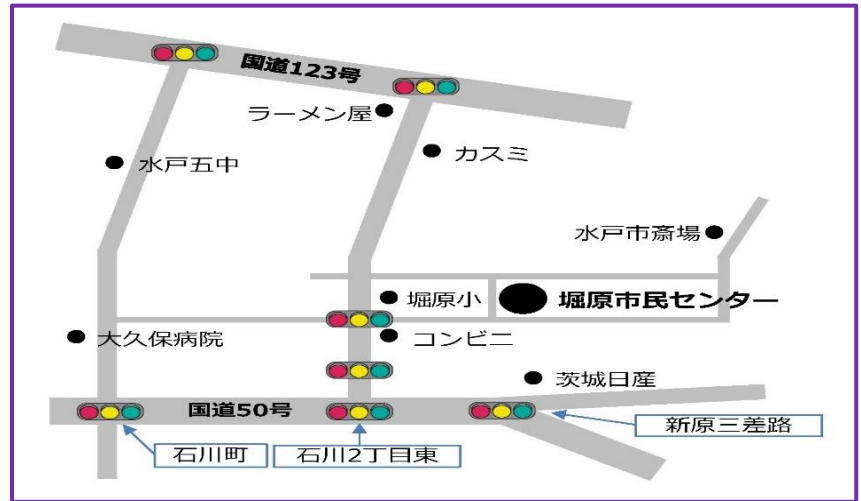 国道123号
ラーメン屋
カスミ
水戸五中
水戸市斎場
堀原小
堀原市民センター
大久保病院
コンビニ
茨城日産
国道50号
新原三差路
石川町
石川2丁目東